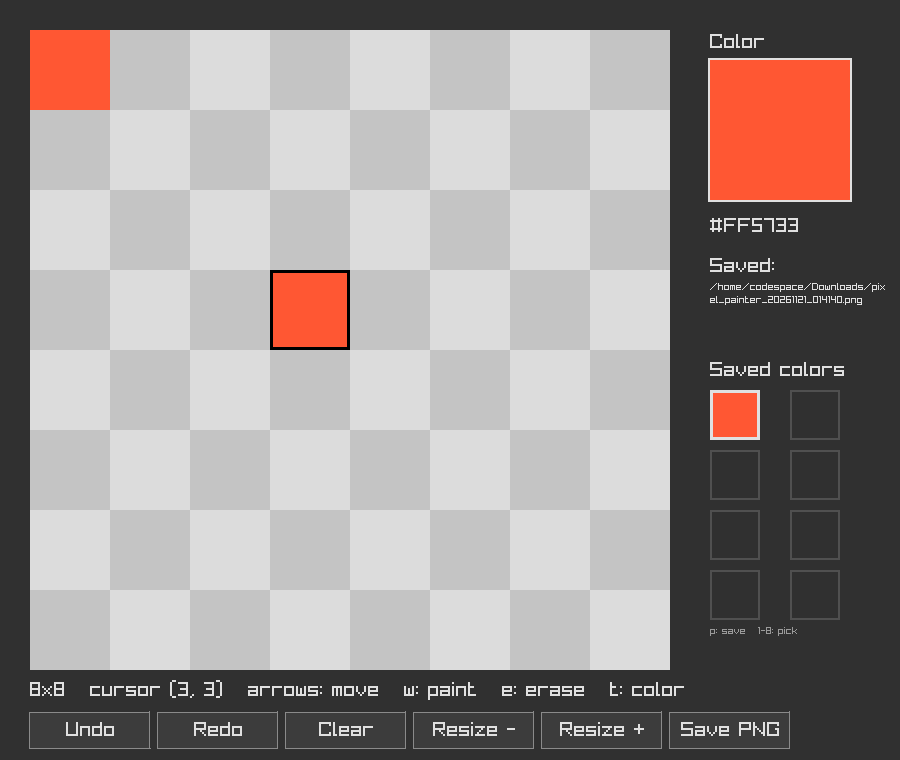 Color
#FF5733
Saved:
/home/codespace/Downloads/pix
el_painter_20261121_014140.png
Saved colors
p: save 1-8: pick
8x8 cursor (3, 3) arrows: move w: paint e: erase t: color
Undo Redo Clear Resize - Resize + Save PNG